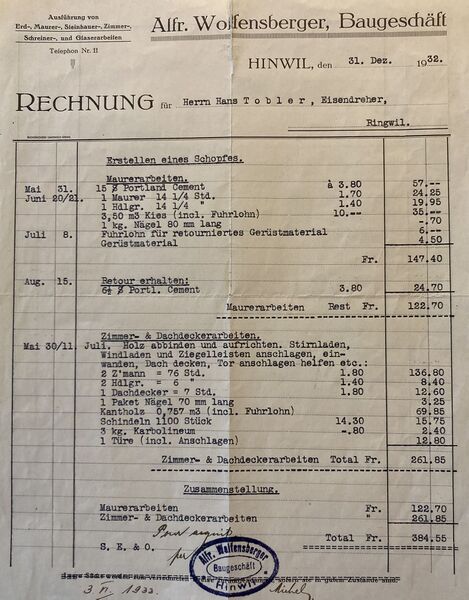 Ausführung von
Erd-, Maurer-, Steinhauer-, Zimmer-,
Schreiner-, und Glaserarbeiten
Telephon Nr. 11
Alfr. Wolfensberger, Baugeschäft
HINWIL, den 31. Dez. 1932.
RECHNUNG für Herrn Hans Tobler, Eisendreher,
Ringwil.
Erstellen eines Schopfes.
Maurerarbeiten.
Mai 31. 15 Portland Cement à 3.80 57.--
Juni 20/21. 1 Maurer 14 1/4 Std. 1.70 24.25
1 Hdlgr. 14 1/4 " 1.40 19.95
3,50 m3 Kies (incl. Fuhrlohn) 10.-- 35.--
1 kg. Nägel 80 mm lang -.70
Juli 8. Fuhrlohn für retourniertes Gerüstmaterial 6.--
Gerüstmaterial 4.50
Fr. 147.40
Aug. 15. Retour erhalten:
6½ Portl. Cement 3.80 24.70
Maurerarbeiten Rest Fr. 122.70
Zimmer- & Dachdeckerarbeiten.
Mai 30/11. Juli. Holz abbinden und aufrichten. Stirnladen,
Windladen und Ziegelleisten anschlagen, ein-
wanden, Dach decken, Tor anschlagen helfen etc.:
2 Z'mann = 76 Std. 1.80 136.80
2 Hdlgr. = 6 " 1.40 8.40
1 Dachdecker = 7 Std. 1.80 12.60
1 Paket Nägel 70 mm lang 3.25
Kantholz 0,757 m3 (incl. Fuhrlohn) 69.85
Schindeln 1100 Stück 14.30 15.75
3 kg. Karbolineum -.80 2.40
1 Türe (incl. Anschlagen) 12.80
Zimmer- & Dachdeckerarbeiten Total Fr. 261.85
Zusammenstellung.
Maurerarbeiten Fr. 122.70
Zimmer- & Dachdeckerarbeiten " 261.85
Total Fr. 384.55
Pour acquit
S. E. & O. per
Alfr. Wolfensberger
Baugeschäft
Hinwil
1933.